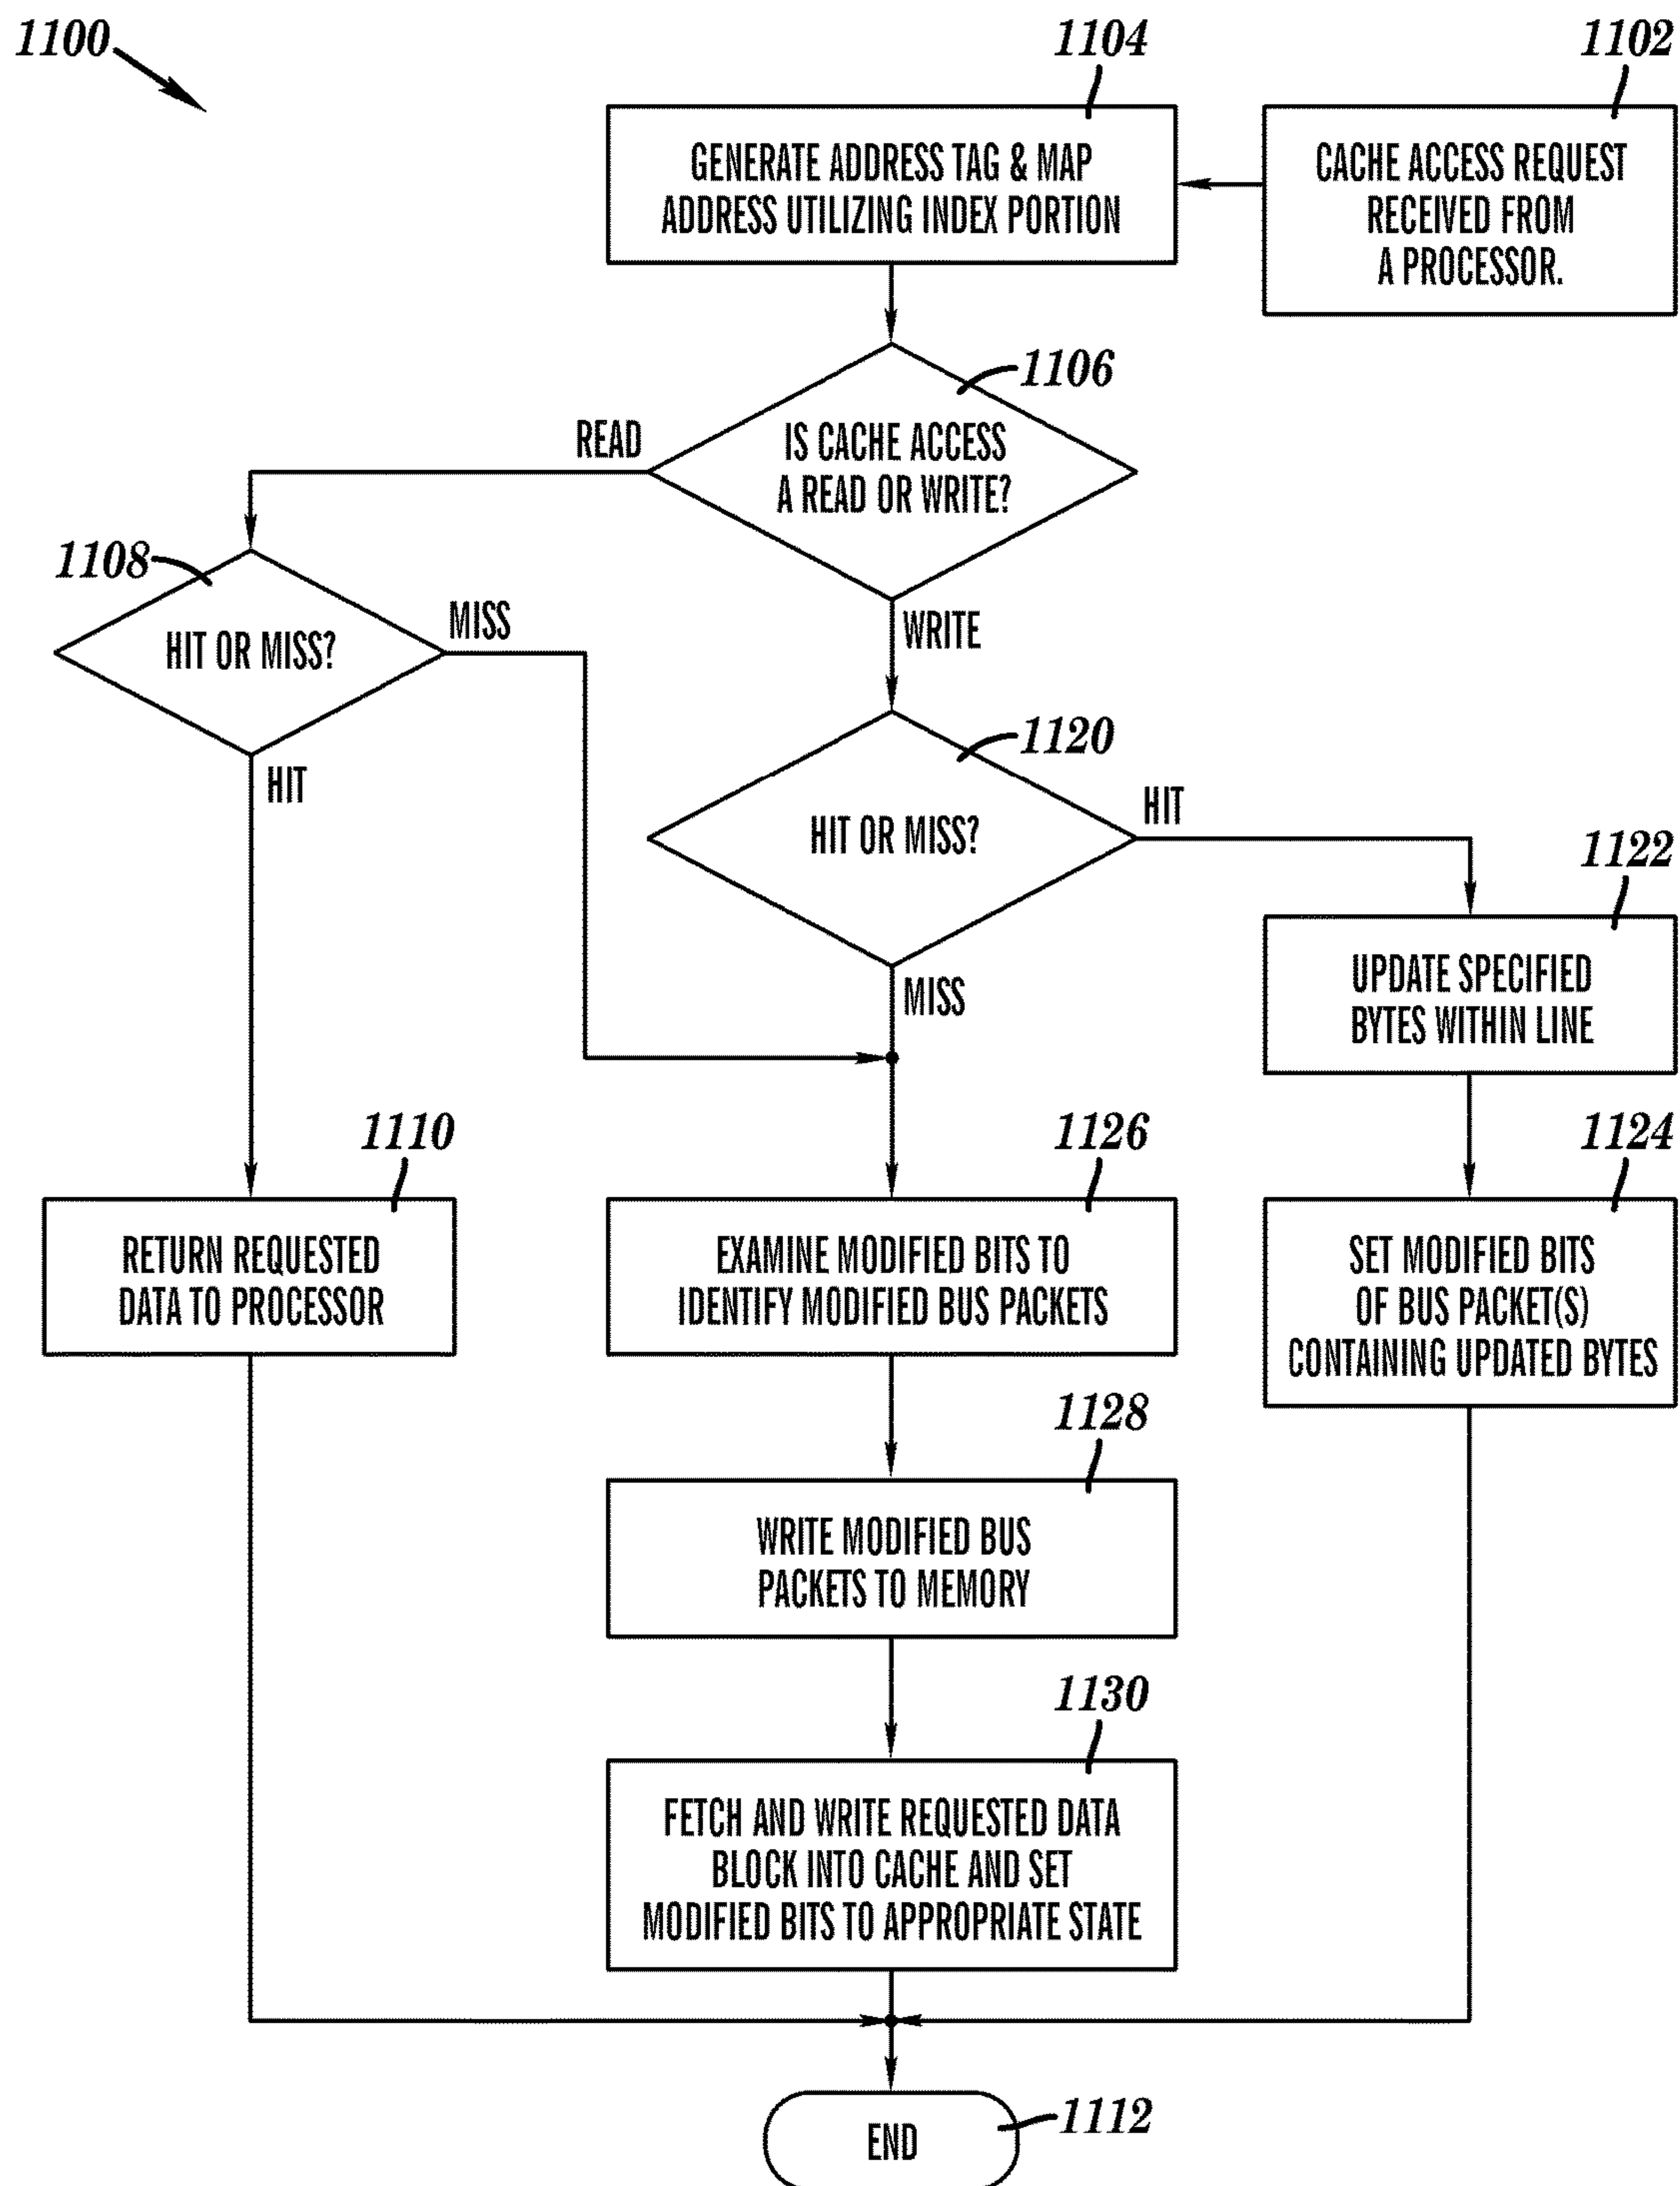 1100
1104
1102
GENERATE ADDRESS TAG & MAP
ADDRESS UTILIZING INDEX PORTION
CACHE ACCESS REQUEST
RECEIVED FROM
A PROCESSOR.
1106
READ
IS CACHE ACCESS
A READ OR WRITE?
1108
MISS
WRITE
HIT OR MISS?
HIT
1120
HIT OR MISS?
HIT
1122
MISS
UPDATE SPECIFIED
BYTES WITHIN LINE
1110
1126
1124
RETURN REQUESTED
DATA TO PROCESSOR
EXAMINE MODIFIED BITS TO
IDENTIFY MODIFIED BUS PACKETS
SET MODIFIED BITS
OF BUS PACKET(S)
CONTAINING UPDATED BYTES
1128
WRITE MODIFIED BUS
PACKETS TO MEMORY
1130
FETCH AND WRITE REQUESTED DATA
BLOCK INTO CACHE AND SET
MODIFIED BITS TO APPROPRIATE STATE
END
1112